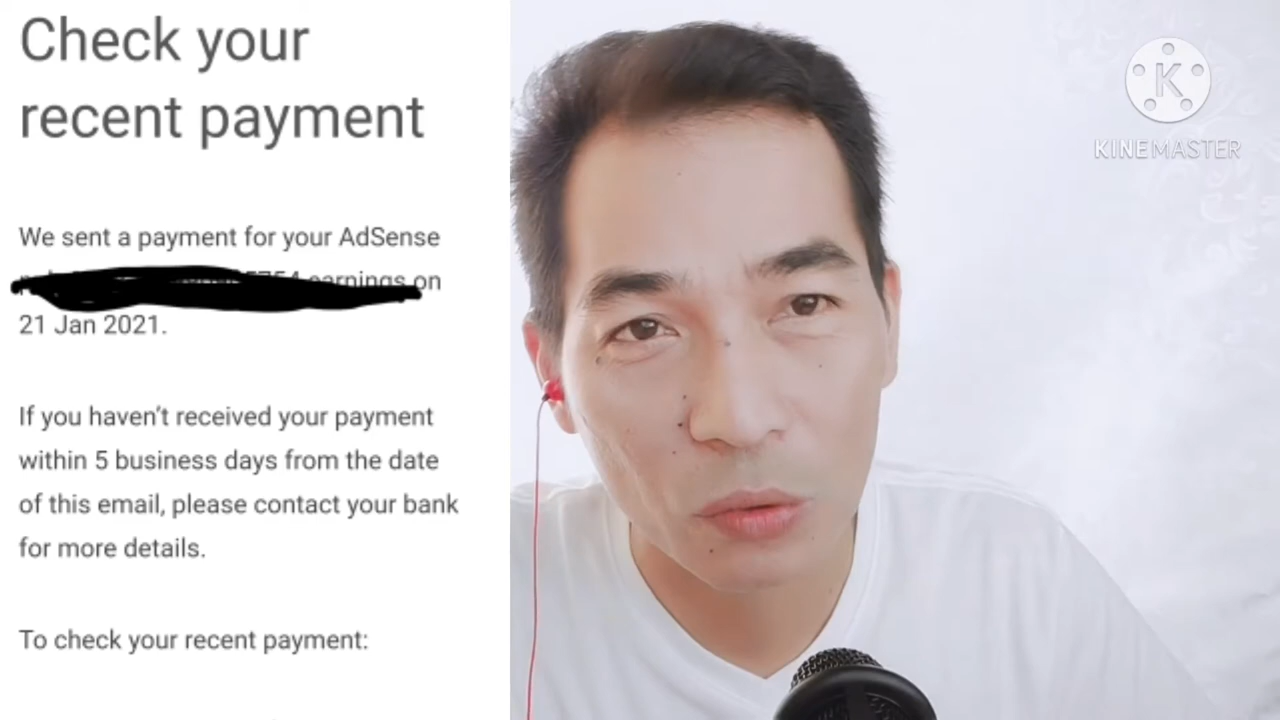 Check your
recent payment
We sent a payment for your AdSense
earnings on
21 Jan 2021.
If you haven't received your payment
within 5 business days from the date
of this email, please contact your bank
for more details.
To check your recent payment:
K
KINEMASTER